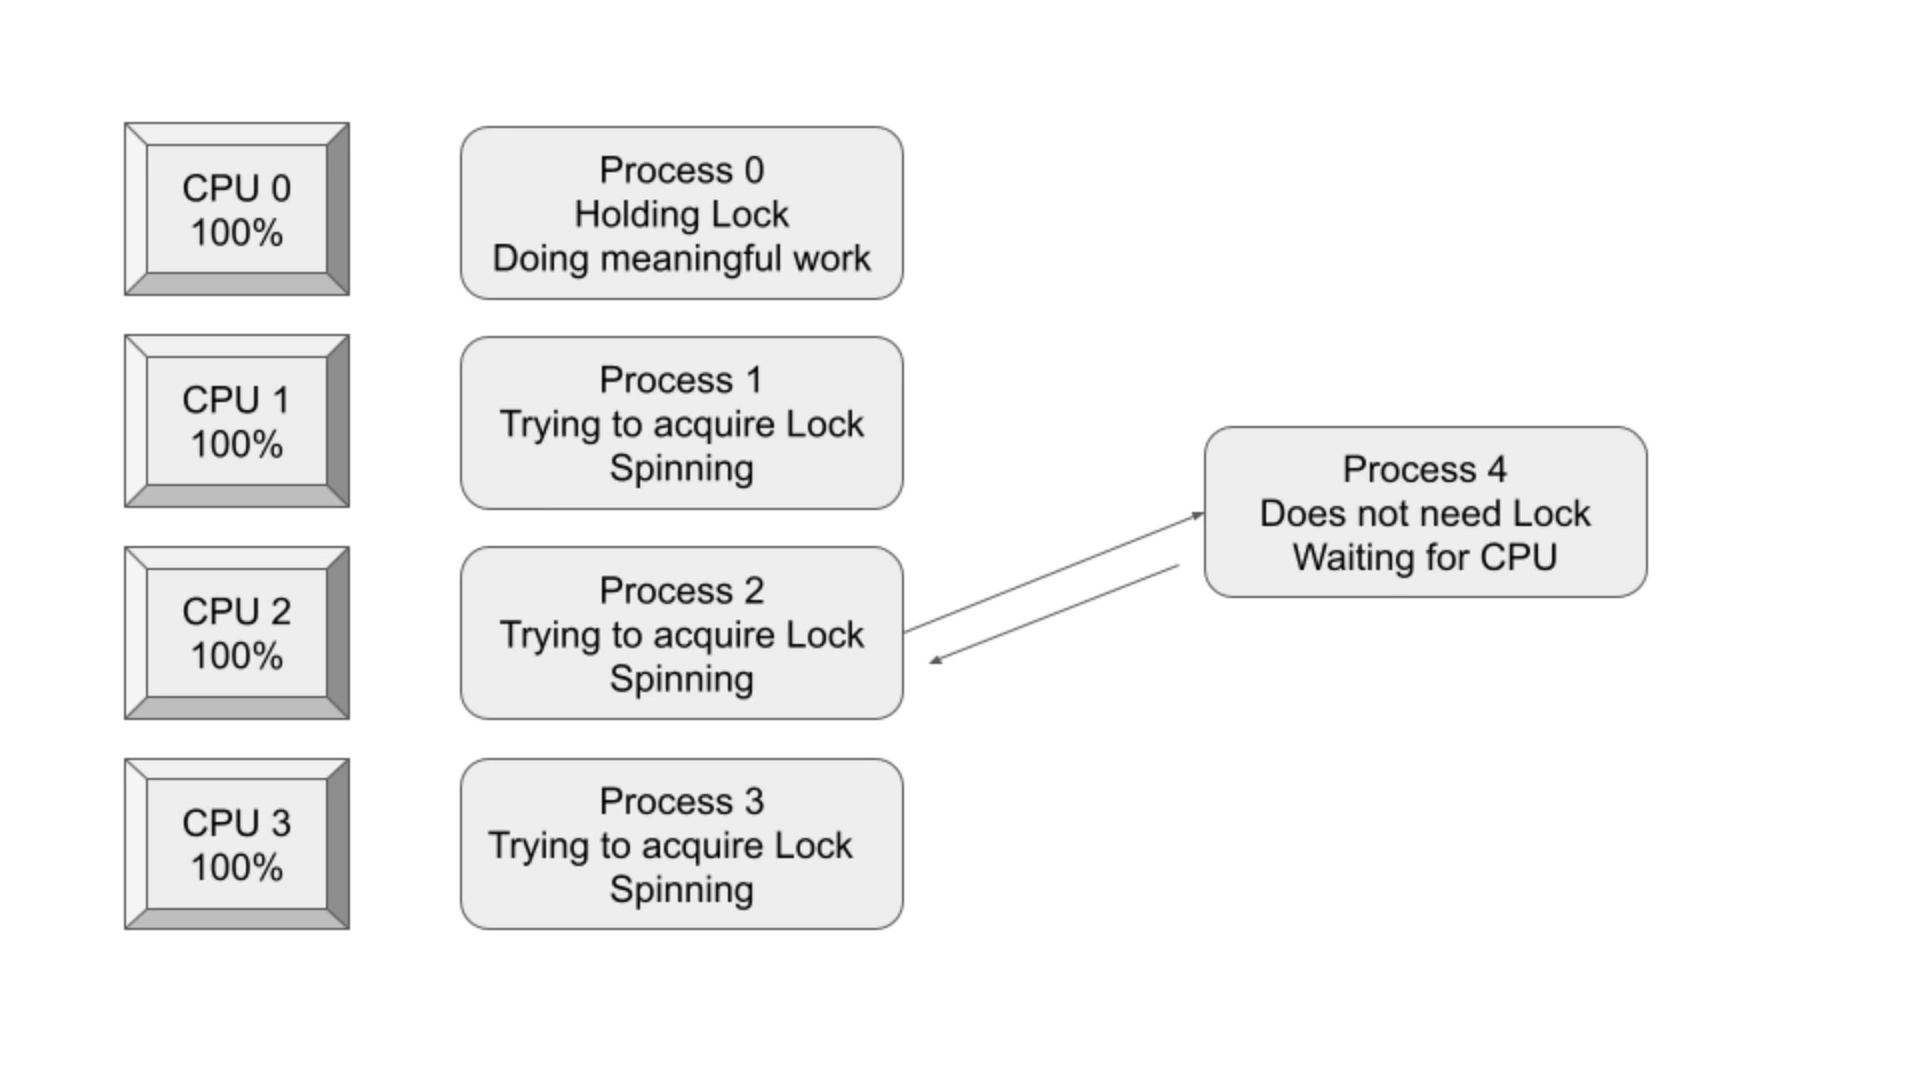 CPU 0
100%
Process 0
Holding Lock
Doing meaningful work
CPU 1
100%
Process 1
Trying to acquire Lock
Spinning
CPU 2
100%
Process 2
Trying to acquire Lock
Spinning
Process 4
Does not need Lock
Waiting for CPU
CPU 3
100%
Process 3
Trying to acquire Lock
Spinning